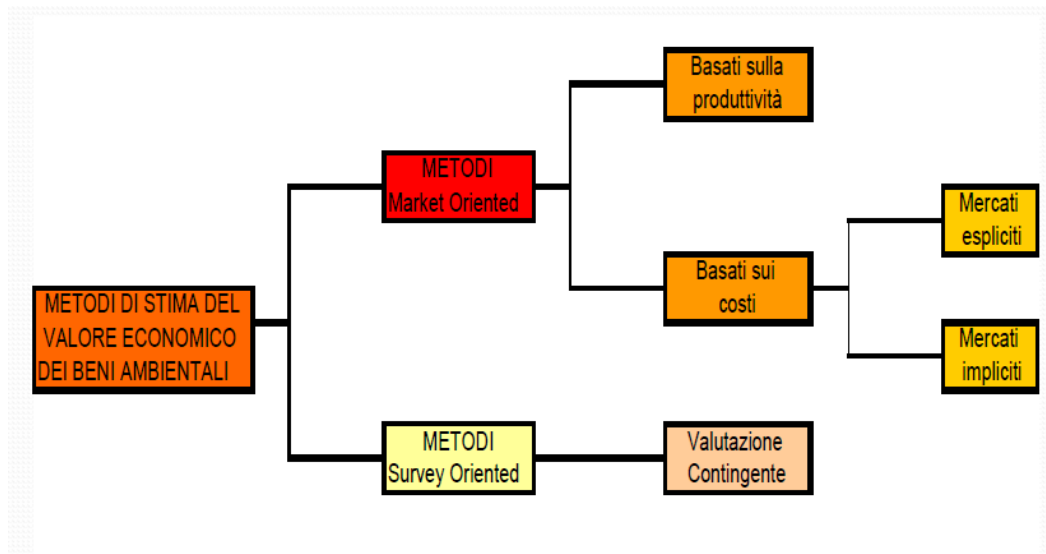 METODI DI STIMA DEL
VALORE ECONOMICO
DEI BENI AMBIENTALI
METODI
Market Oriented
Basati sulla
produttività
Basati sui
costi
Mercati
espliciti
Mercati
impliciti
METODI
Survey Oriented
Valutazione
Contingente